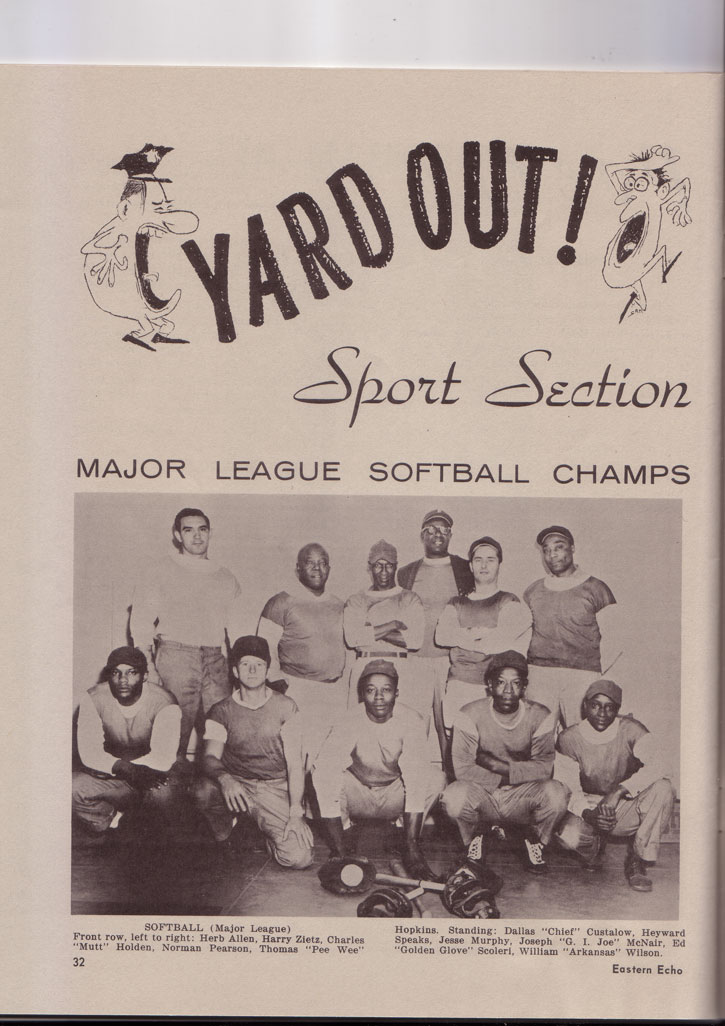 YARD OUT!
Sport Section
MAJOR LEAGUE SOFTBALL CHAMPS
SOFTBALL (Major League)
Front row, left to right: Herb Allen, Harry Zietz, Charles
"Mutt" Holden, Norman Pearson, Thomas "Pee Wee"
Hopkins. Standing: Dallas "Chief" Custalow, Heyward
Speaks, Jesse Murphy, Joseph "G. I. Joe" McNair, Ed
"Golden Glove" Scoleri, William "Arkansas" Wilson.
32
Eastern Echo